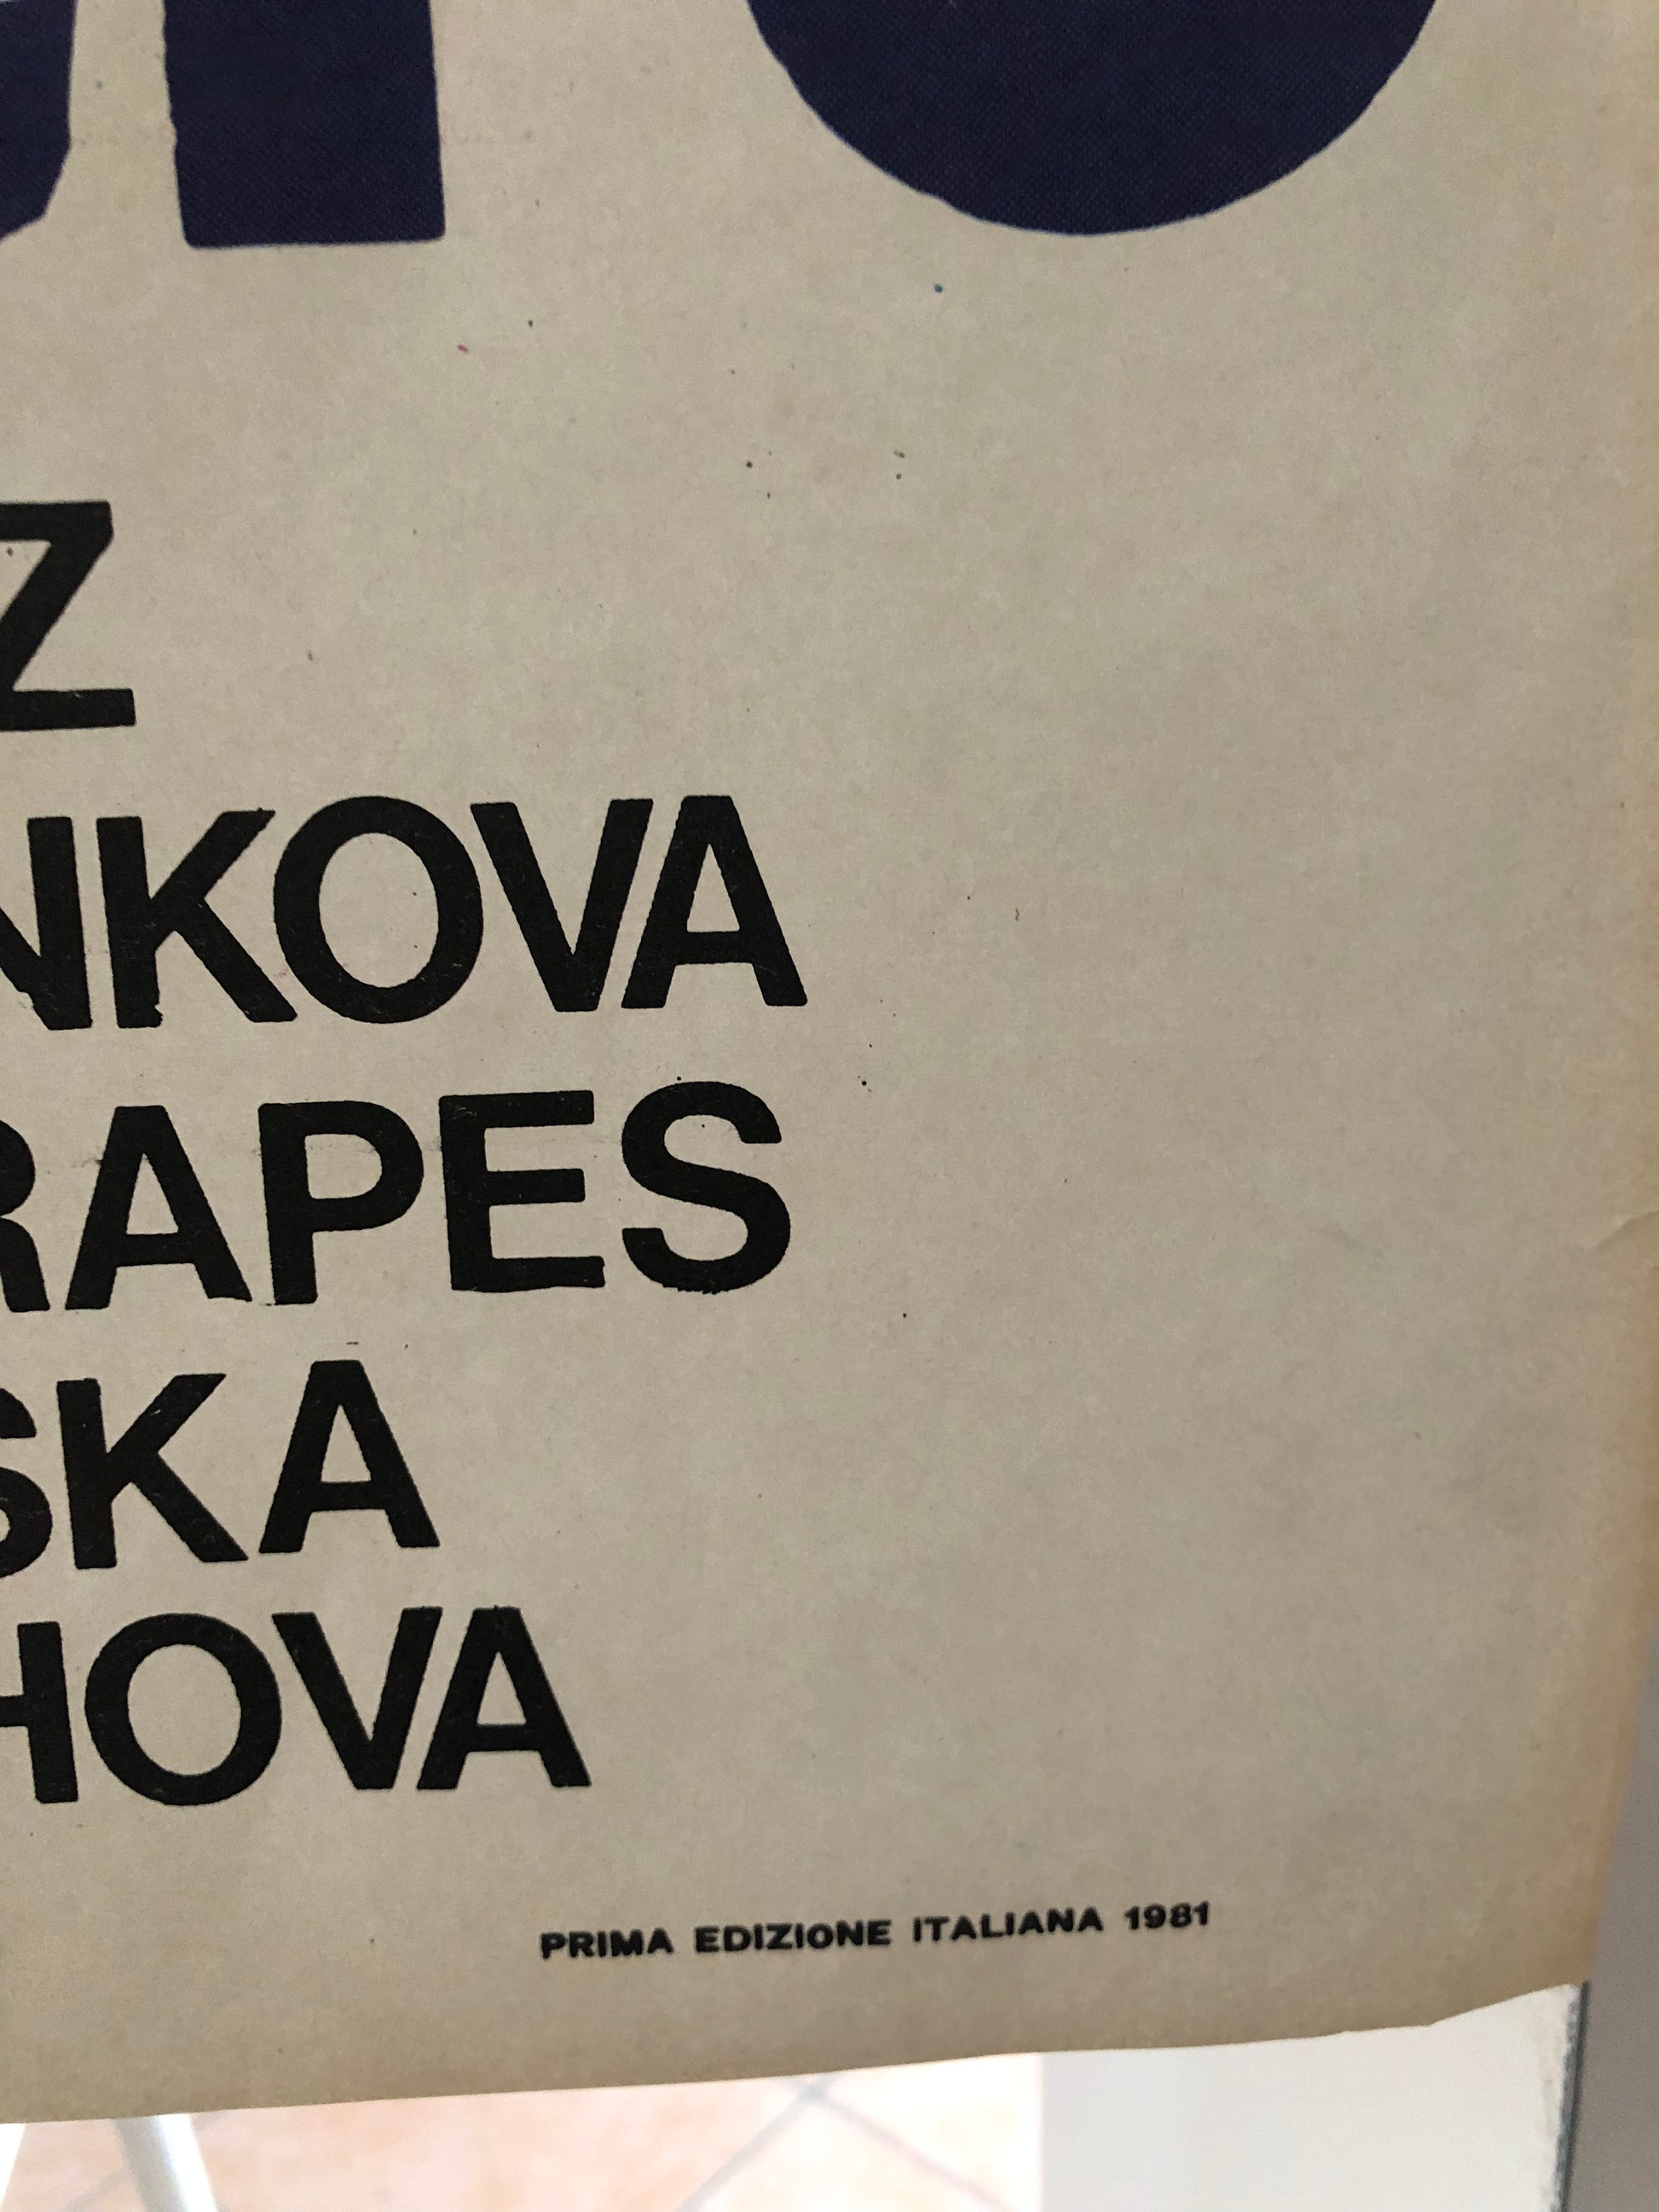 Z
NKOVA
RAPES
SKA
HOVA
PRIMA EDIZIONE ITALIANA 1981